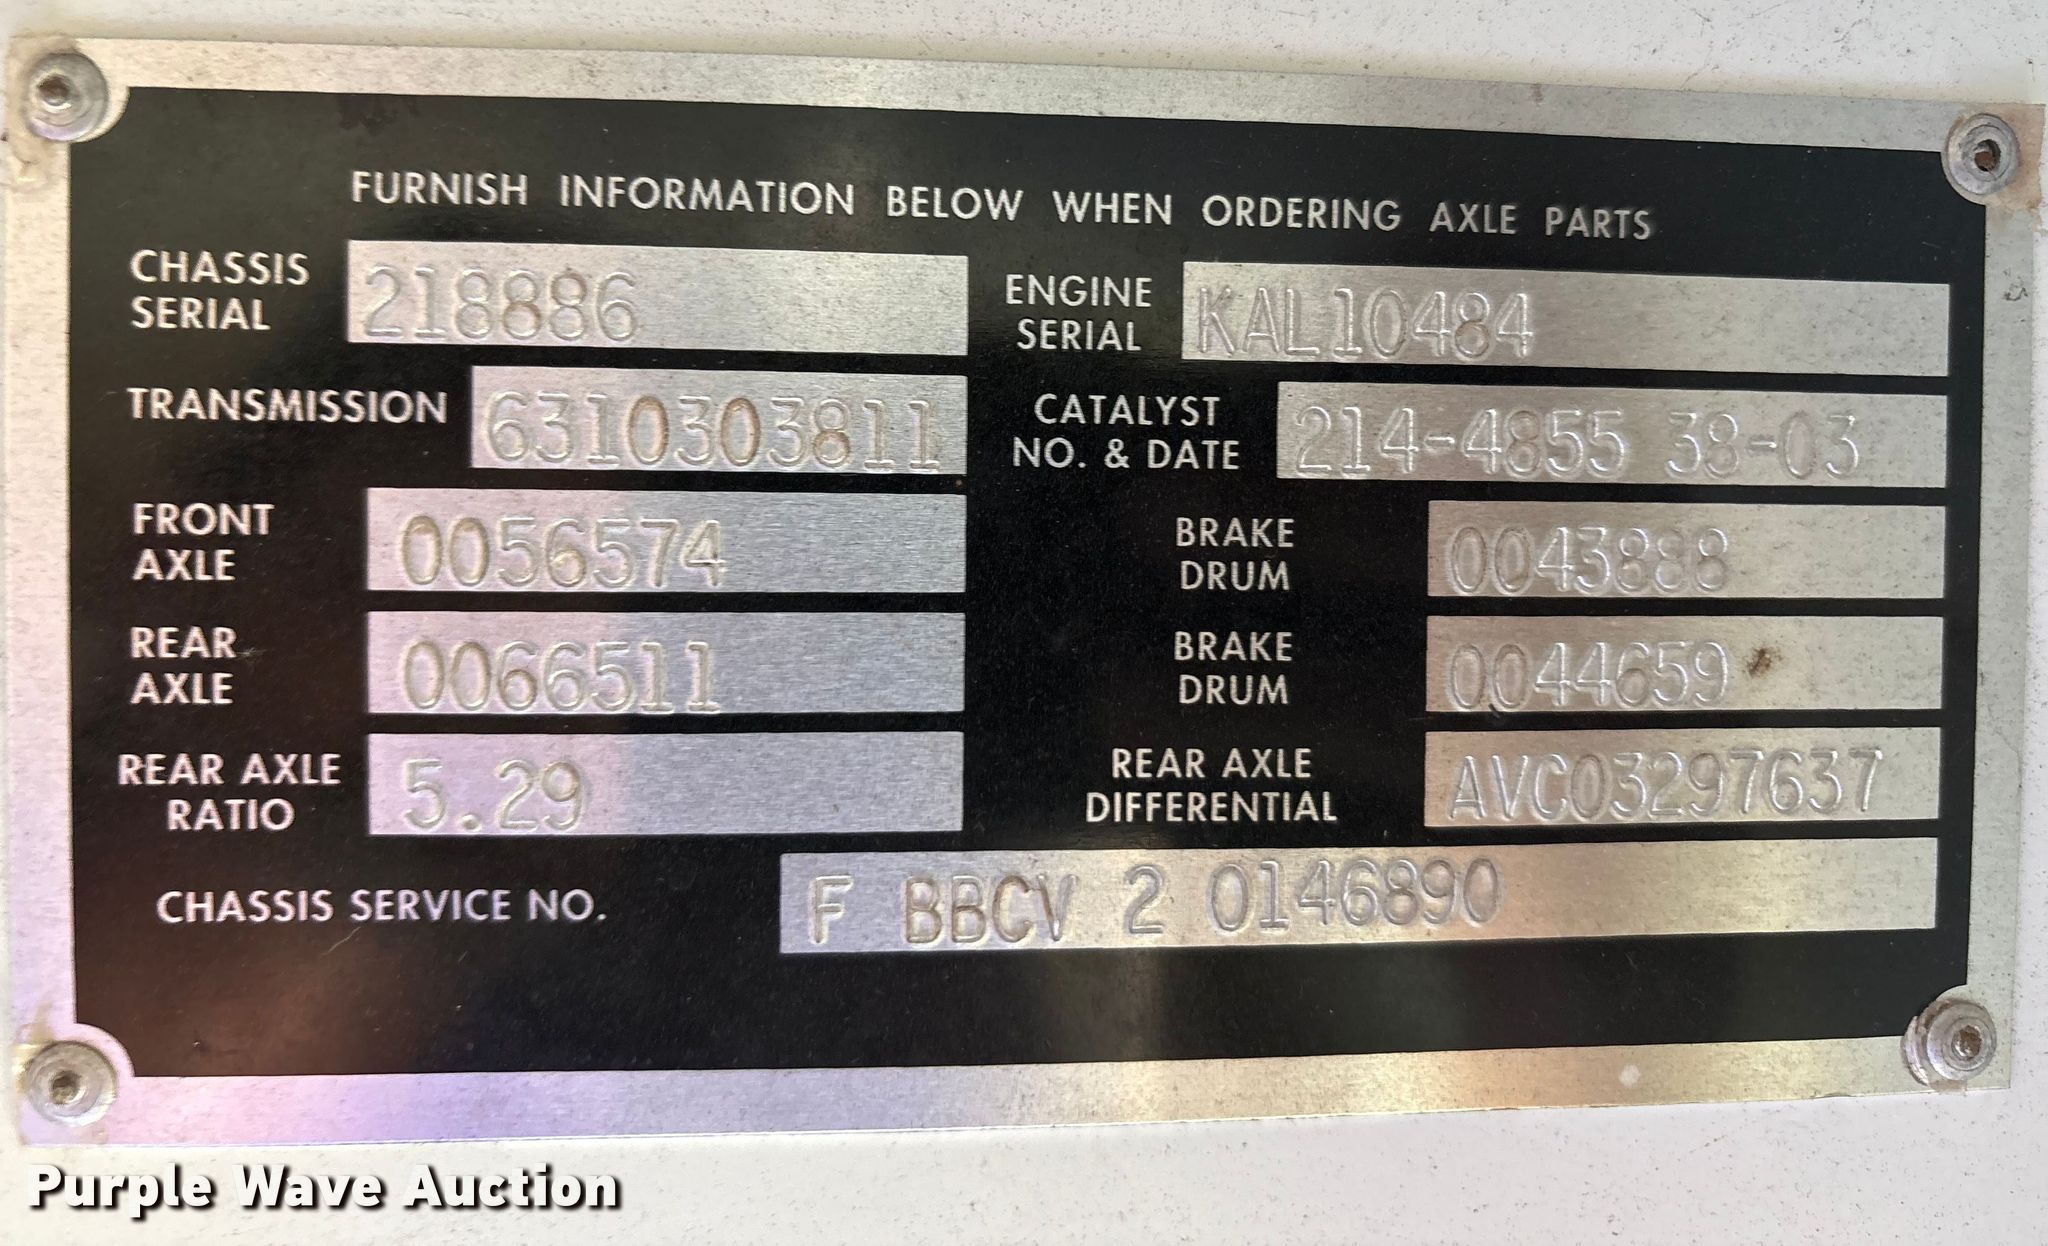 FURNISH INFORMATION BELOW WHEN ORDERING AXLE PARTS
CHASSIS
SERIAL
218886
ENGINE
SERIAL
KAL10484
TRANSMISSION
6310303811
CATALYST
NO. & DATE
214-4855 38-03
FRONT
AXLE
0056574
BRAKE
DRUM
0043888
REAR
AXLE
0066511
BRAKE
DRUM
0044659
REAR AXLE
RATIO
5.29
REAR AXLE
DIFFERENTIAL
AVC03297637
CHASSIS SERVICE NO.
F BBCV 2 0146890
Purple Wave Auction